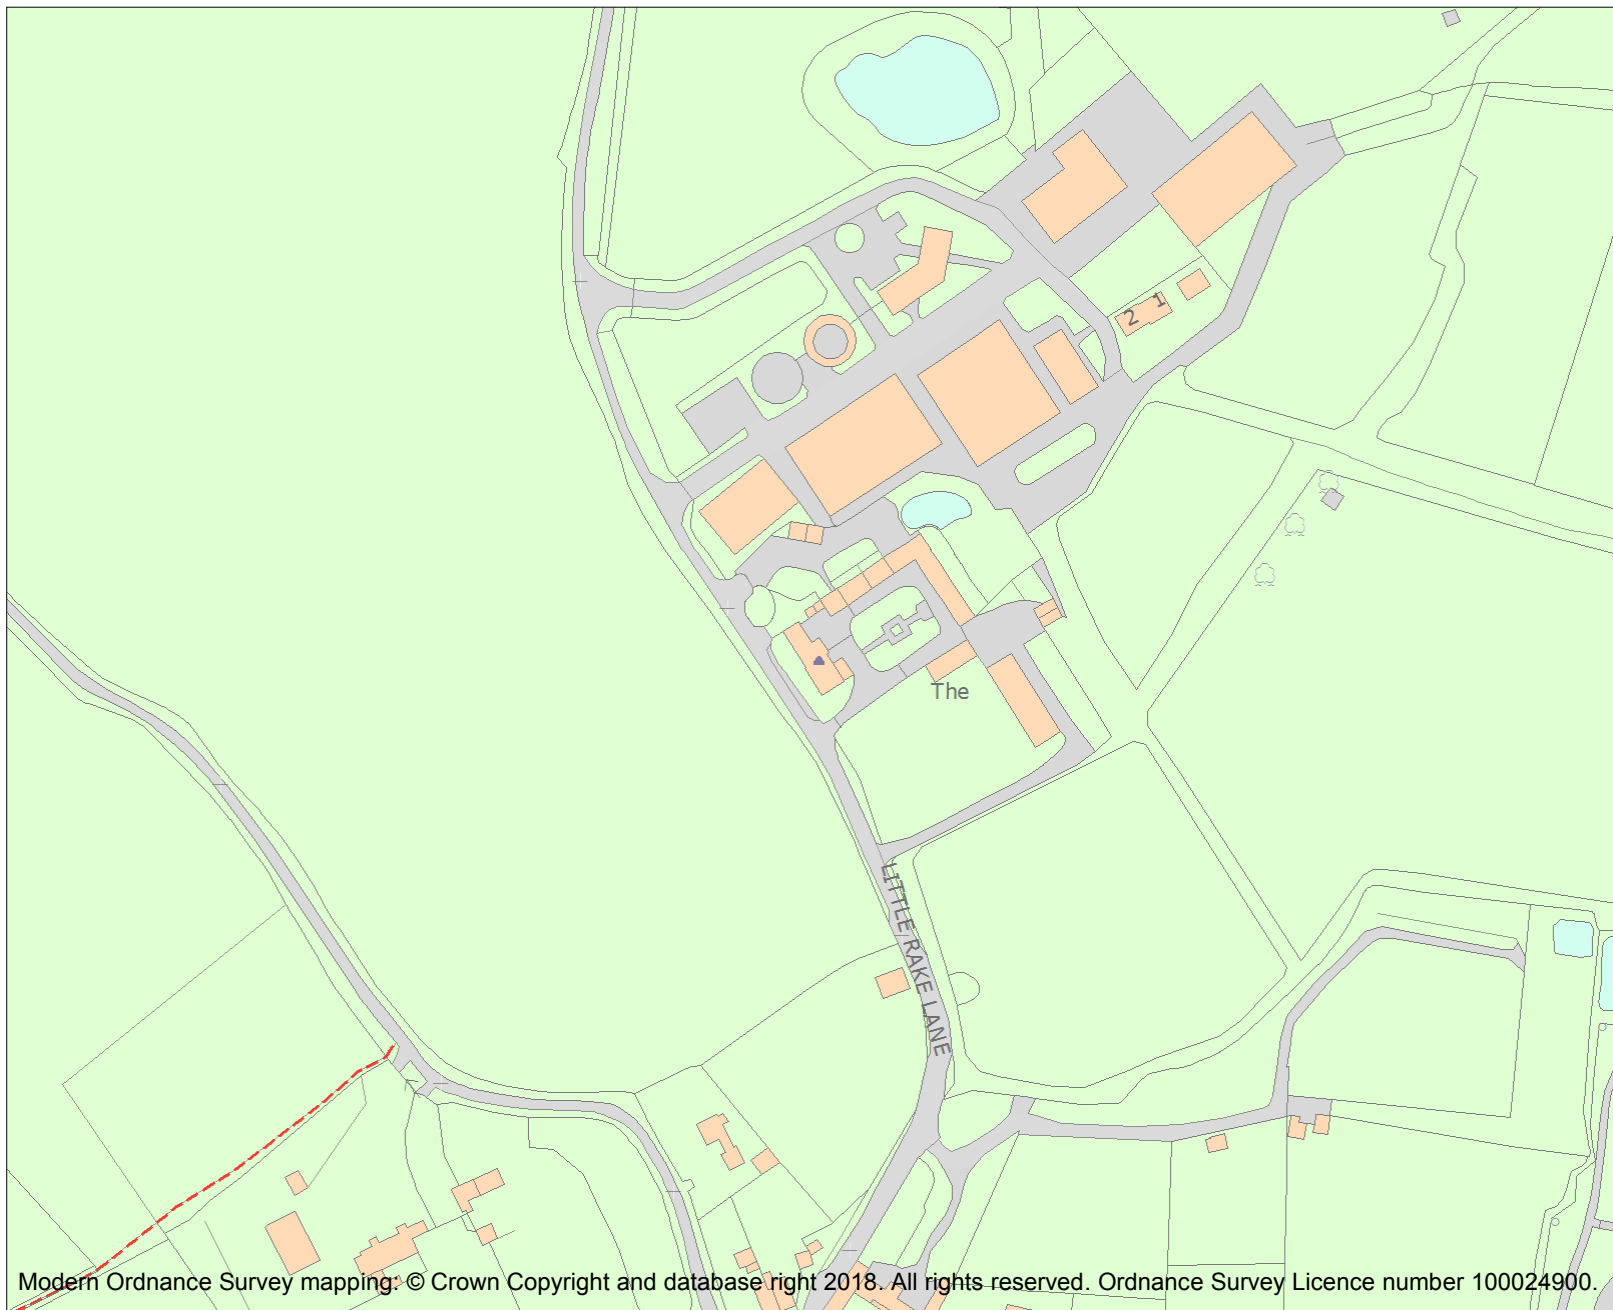 1
2
The
LITTLE RAKE LANE
Modern Ordnance Survey mapping: © Crown Copyright and database right 2018. All rights reserved. Ordnance Survey Licence number 100024900.